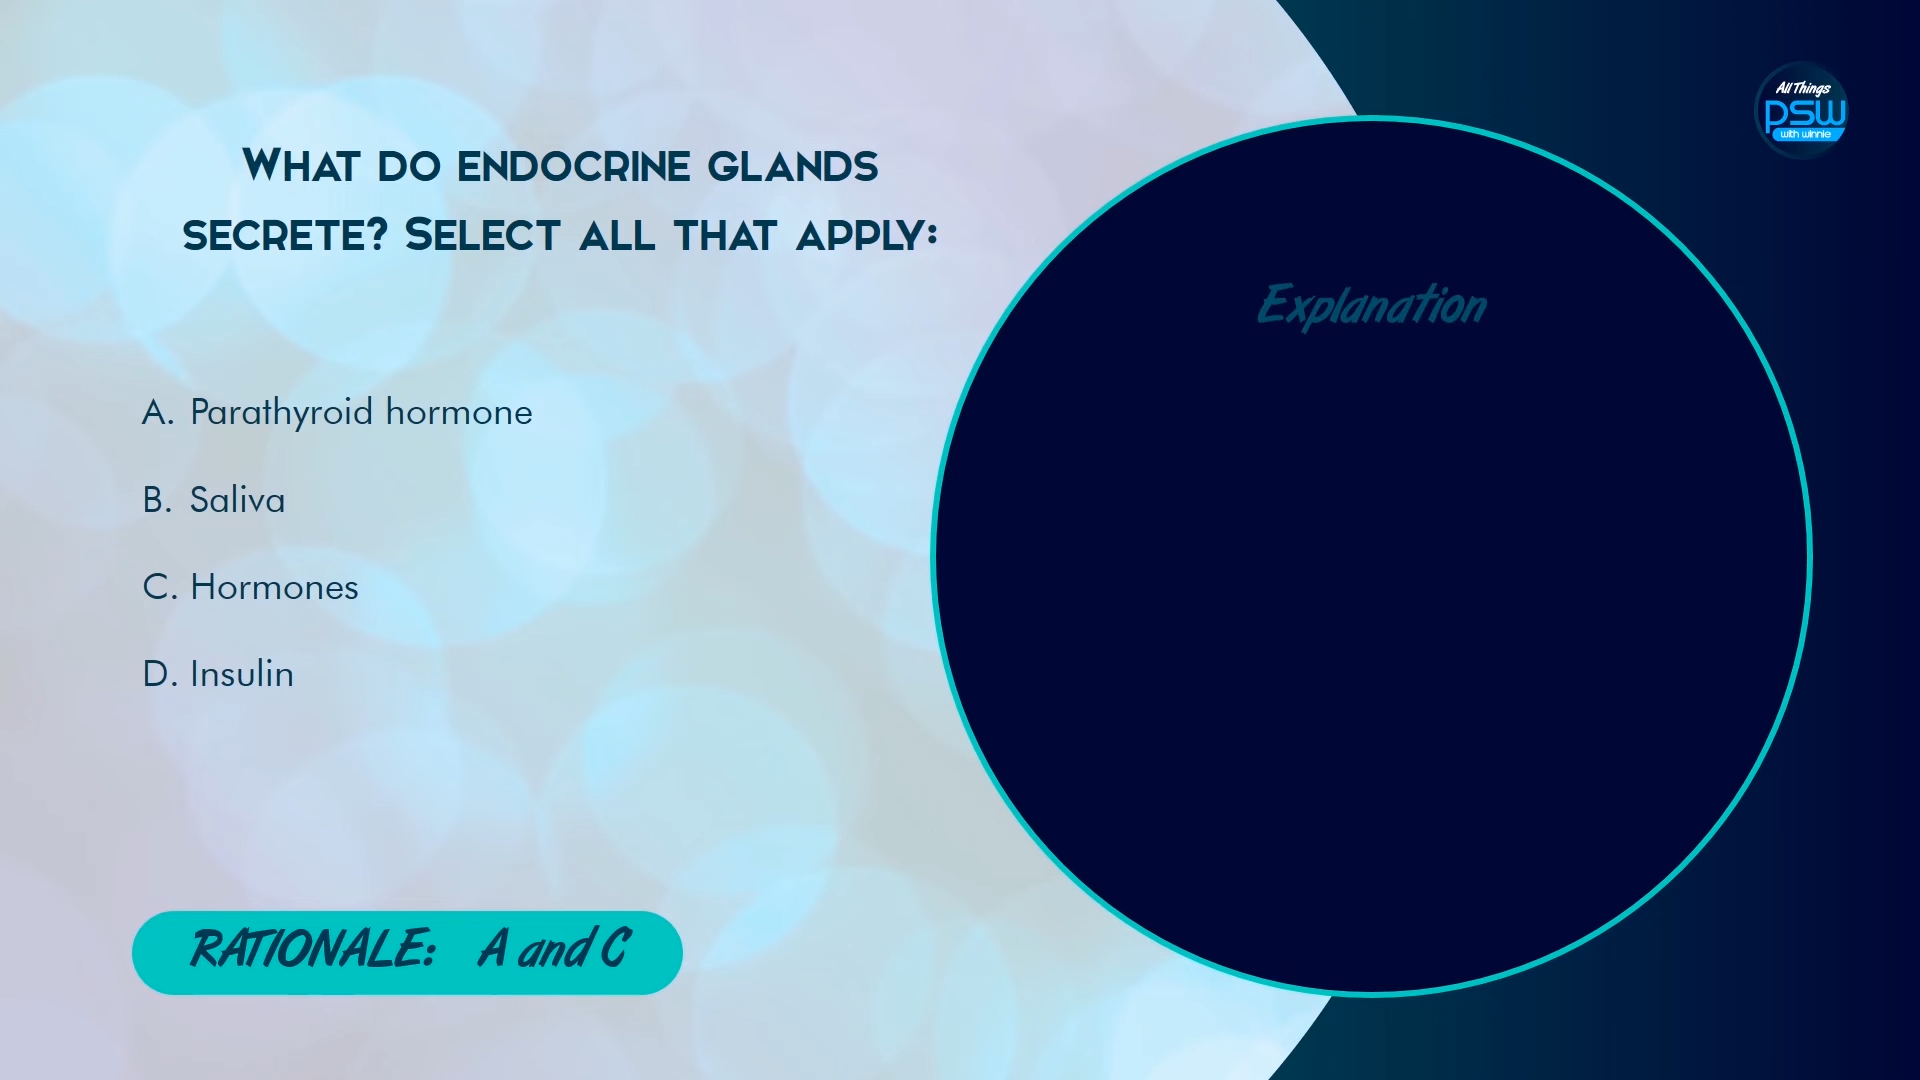 What do endocrine glands
secrete? Select all that apply:
A. Parathyroid hormone
B. Saliva
C. Hormones
D. Insulin
RATIONALE: A and C
Explanation
All Things
psw
with winnie